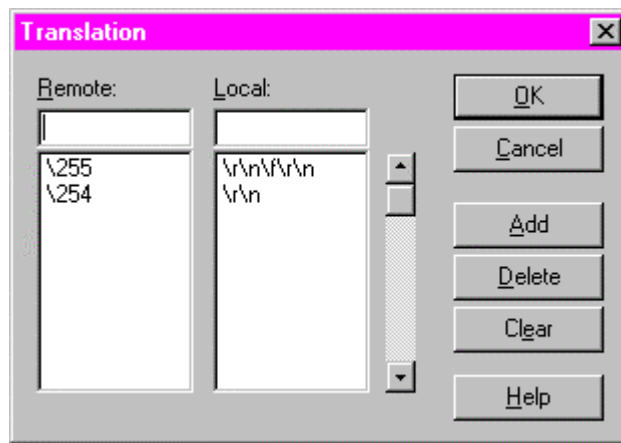 Translation
Remote:
Local:
\255
\254
\r\n\f\r\n
\r\n
OK
Cancel
Add
Delete
Clear
Help